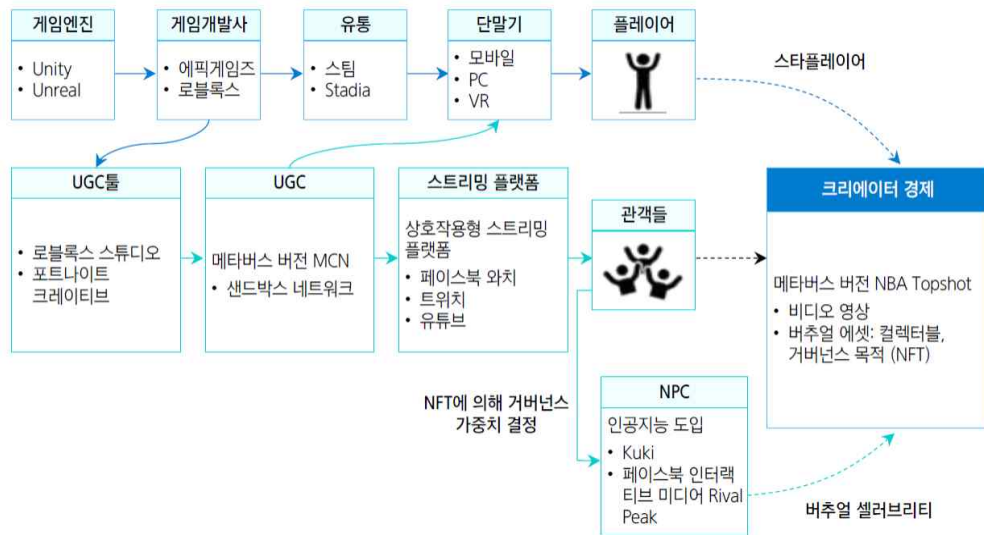 게임엔진
• Unity
• Unreal
게임개발사
• 에픽게임즈
• 로블록스
유통
• 스팀
• Stadia
단말기
• 모바일
• PC
• VR
플레이어
스타플레이어
UGC툴
• 로블록스 스튜디오
• 포트나이트
크레이티브
UGC
메타버스 버전 MCN
• 샌드박스 네트워크
스트리밍 플랫폼
상호작용형 스트리밍
플랫폼
• 페이스북 와치
• 트위치
• 유튜브
관객들
크리에이터 경제
메타버스 버전 NBA Topshot
• 비디오 영상
• 버추얼 에셋: 컬렉터블,
거버넌스 목적 (NFT)
NFT에 의해 거버넌스
가중치 결정
NPC
인공지능 도입
• Kuki
• 페이스북 인터랙
티브 미디어 Rival
Peak
버추얼 셀러브리티